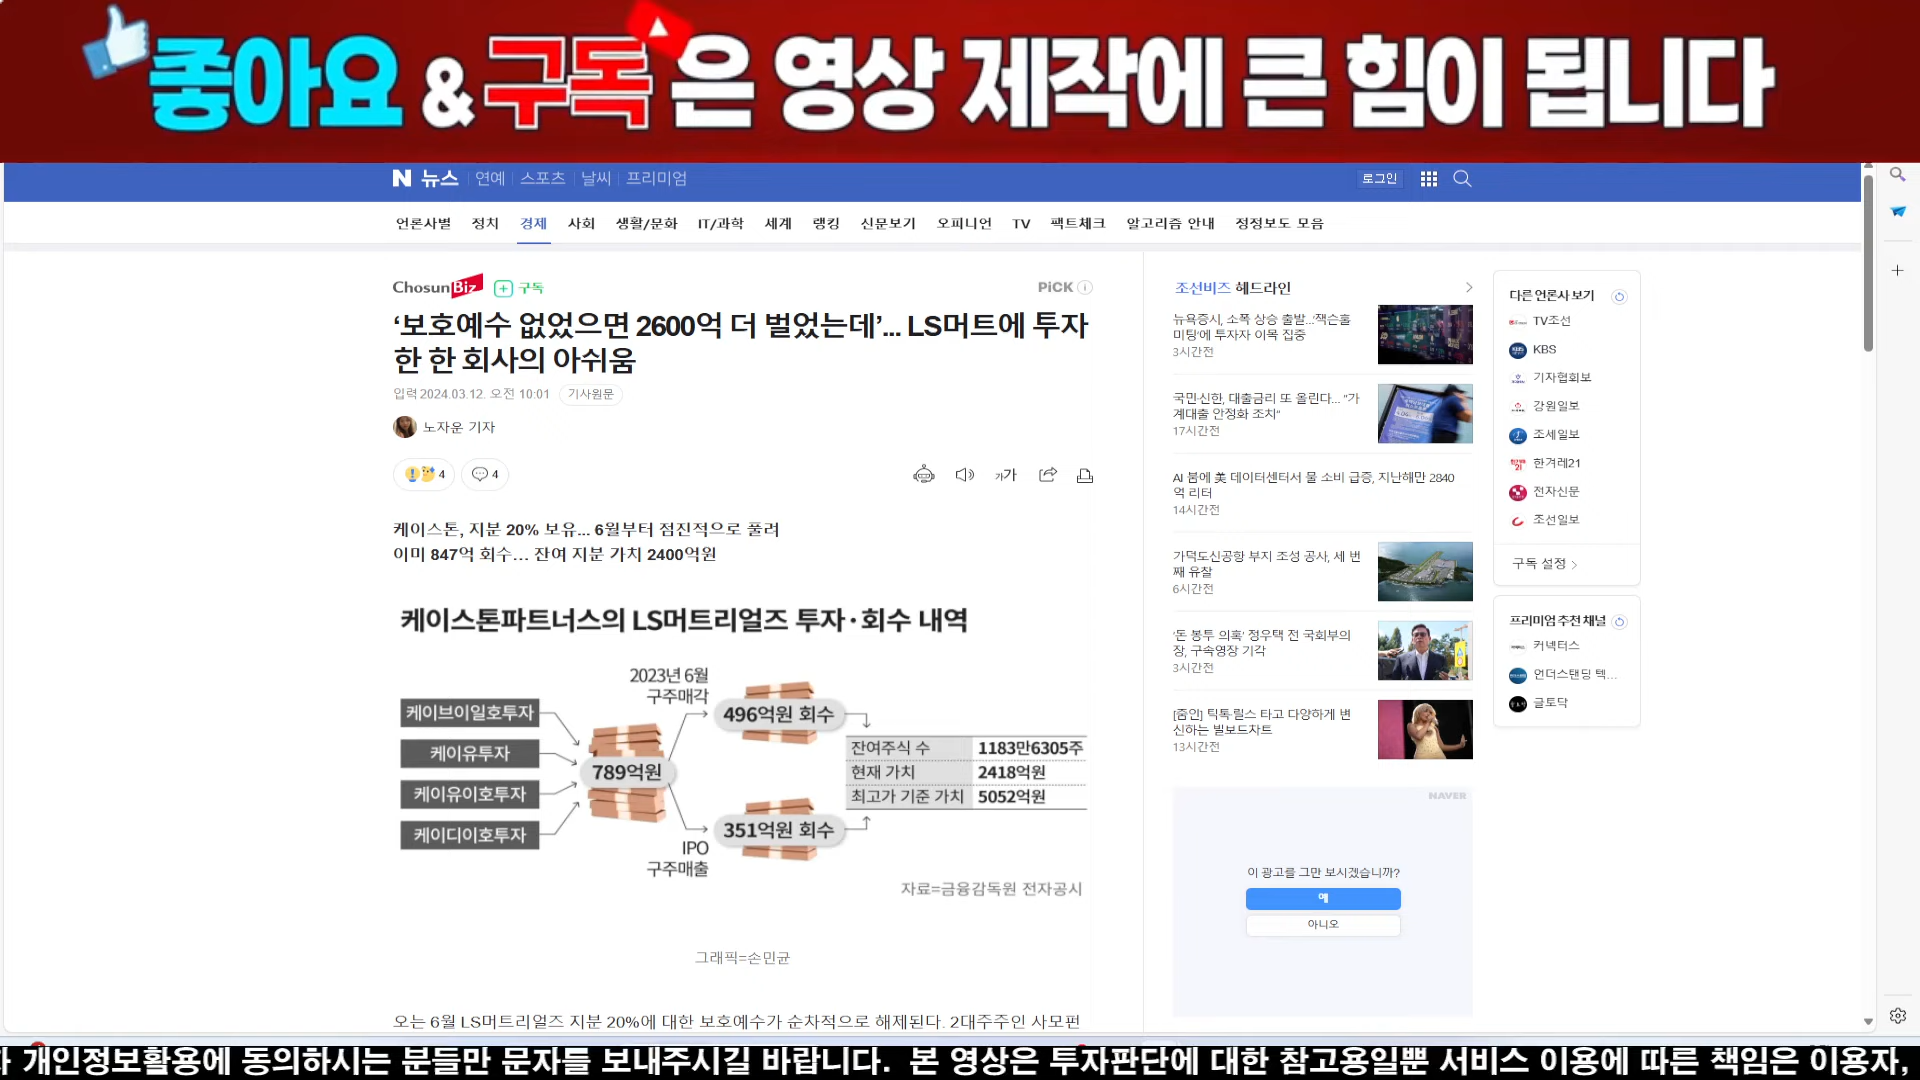 좋아요 & 구독은 영상 제작에 큰 힘이 됩니다
N 뉴스 연예 스포츠 날씨 프리미엄
로그인
언론사별 정치 경제 사회 생활/문화 IT/과학 세계 랭킹 신문보기 오피니언 TV 팩트체크 알고리즘 안내 정정보도 모음
ChosunBiz 구독
PiCK
‘보호예수 없었으면 2600억 더 벌었는데’... LS머트에 투자
한 한 회사의 아쉬움
입력 2024.03.12. 오전 10:01 기사원문
노자운 기자
4 4
가가
케이스톤, 지분 20% 보유... 6월부터 점진적으로 풀려
이미 847억 회수... 잔여 지분 가치 2400억원
케이스톤파트너스의 LS머트리얼즈 투자·회수 내역
케이브이일호투자
케이유투자
케이유이호투자
케이디이호투자
789억원
2023년 6월
구주매각
496억원 회수
IPO
구주매출
351억원 회수
잔여주식 수 1183만6305주
현재 가치 2418억원
최고가 기준 가치 5052억원
자료=금융감독원 전자공시
그래픽=손민균
오는 6월 LS머트리얼즈 지분 20%에 대한 보호예수가 순차적으로 해제된다. 2대주주인 사모펀
조선비즈 헤드라인
뉴욕증시, 소폭 상승 출발...‘잭슨홀
미팅’에 투자자 이목 집중
3시간전
국민·신한, 대출금리 또 올린다... “가
계대출 안정화 조치”
17시간전
AI 붐에 美 데이터센터서 물 소비 급증, 지난해만 2840
억 리터
14시간전
가덕도신공항 부지 조성 공사, 세 번
째 유찰
6시간전
‘돈 봉투 의혹’ 정우택 전 국회부의
장, 구속영장 기각
3시간전
[줌인] 틱톡·릴스 타고 다양하게 변
신하는 빌보드차트
13시간전
NAVER
이 광고를 그만 보시겠습니까?
예
아니오
다른 언론사 보기
TV조선
KBS
기자협회보
강원일보
조세일보
한겨레21
전자신문
조선일보
구독 설정
프리미엄 추천 채널
커넥터스
언더스탠딩 텍...
글토닥
개인정보활용에 동의하시는 분들만 문자를 보내주시길 바랍니다. 본 영상은 투자판단에 대한 참고용일뿐 서비스 이용에 따른 책임은 이용자,